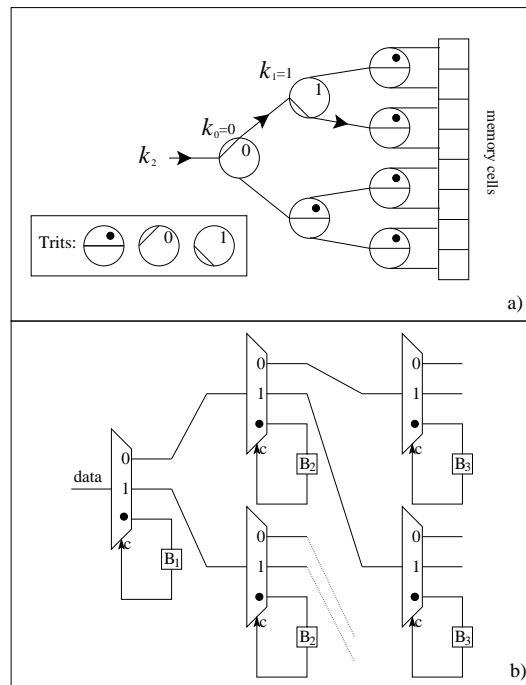 k₁=1
1
k₀=0
0
k₂
memory cells
Trits:
0
1
a)
0
0
1
1
c
B₂
c
B₃
0
data
1
c
B₁
0
0
1
1
c
B₂
c
B₃
b)